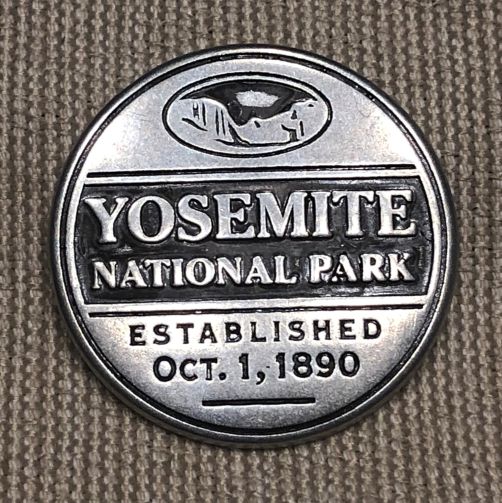 YOSEMITE
NATIONAL PARK
ESTABLISHED
OCT. 1, 1890